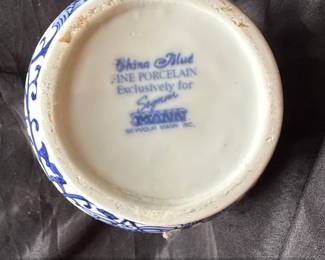 China Blue
FINE PORCELAIN
Exclusively for
Seymour
MANN
SEYMOUR MANN INC.